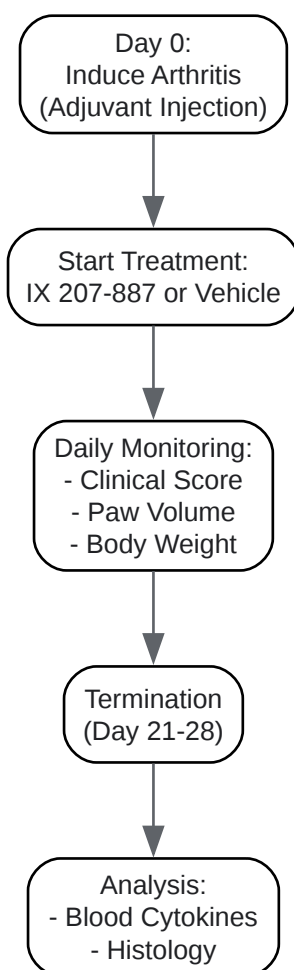 Day 0:
Induce Arthritis
(Adjuvant Injection)
Start Treatment:
IX 207-887 or Vehicle
Daily Monitoring:
- Clinical Score
- Paw Volume
- Body Weight
Termination
(Day 21-28)
Analysis:
- Blood Cytokines
- Histology